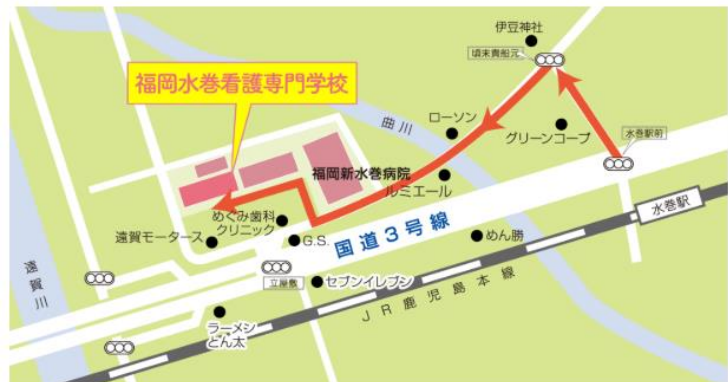 伊豆神社
頃末貴船元
福岡水巻看護専門学校
ローソン
曲川
グリーンコープ
水巻駅前
福岡新水巻病院
ルミエール
水巻駅
めぐみ歯科
クリニック
遠賀モータース
G.S.
国道3号線
めん勝
遠賀川
立屋敷
セブンイレブン
JR鹿児島本線
ラーメン
とん太